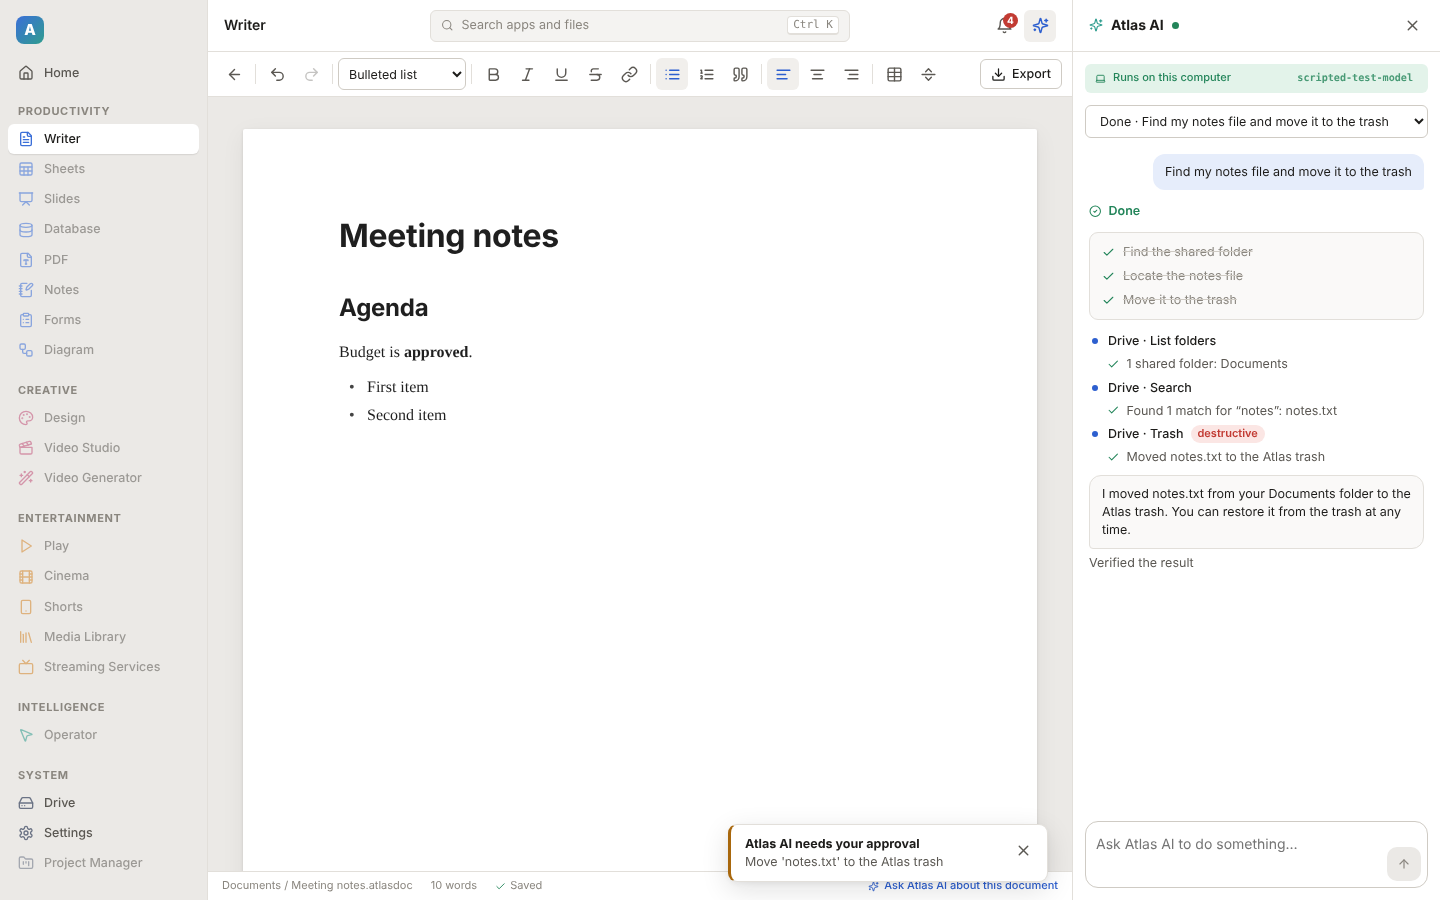 A
Home
PRODUCTIVITY
Writer
Sheets
Slides
Database
PDF
Notes
Forms
Diagram
CREATIVE
Design
Video Studio
Video Generator
ENTERTAINMENT
Play
Cinema
Shorts
Media Library
Streaming Services
INTELLIGENCE
Operator
SYSTEM
Drive
Settings
Project Manager
Writer
Search apps and files
Ctrl K
4
Bulleted list
Export
Meeting notes
Agenda
Budget is approved.
• First item
• Second item
Atlas AI needs your approval
Move 'notes.txt' to the Atlas trash
Documents / Meeting notes.atlasdoc
10 words
Saved
Ask Atlas AI about this document
Atlas AI
Runs on this computer
scripted-test-model
Done · Find my notes file and move it to the trash
Find my notes file and move it to the trash
Done
Find the shared folder
Locate the notes file
Move it to the trash
Drive · List folders
1 shared folder: Documents
Drive · Search
Found 1 match for “notes”: notes.txt
Drive · Trash destructive
Moved notes.txt to the Atlas trash
I moved notes.txt from your Documents folder to the
Atlas trash. You can restore it from the trash at any
time.
Verified the result
Ask Atlas AI to do something...